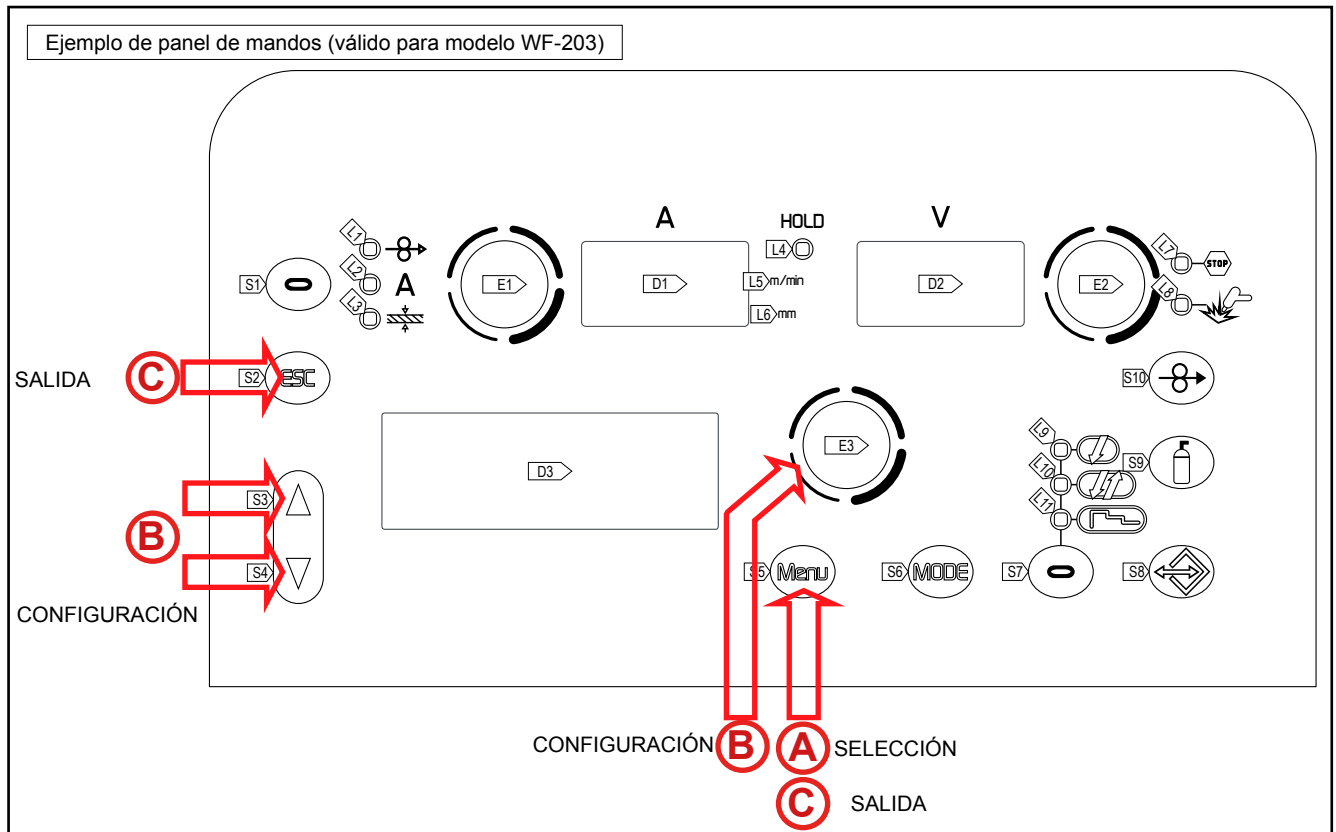 Ejemplo de panel de mandos (válido para modelo WF-203)
A
HOLD
V
L1
L4
L7
STOP
S1
L2
A
E1
D1
L5 m/min
D2
E2
L8
L3
L6 mm
SALIDA
C
S2
ESC
S10
E3
L9
D3
L10
S9
S3
L11
B
S4
S5
Menu
S6
MODE
S7
S8
CONFIGURACIÓN
CONFIGURACIÓN
B
A
SELECCIÓN
C
SALIDA